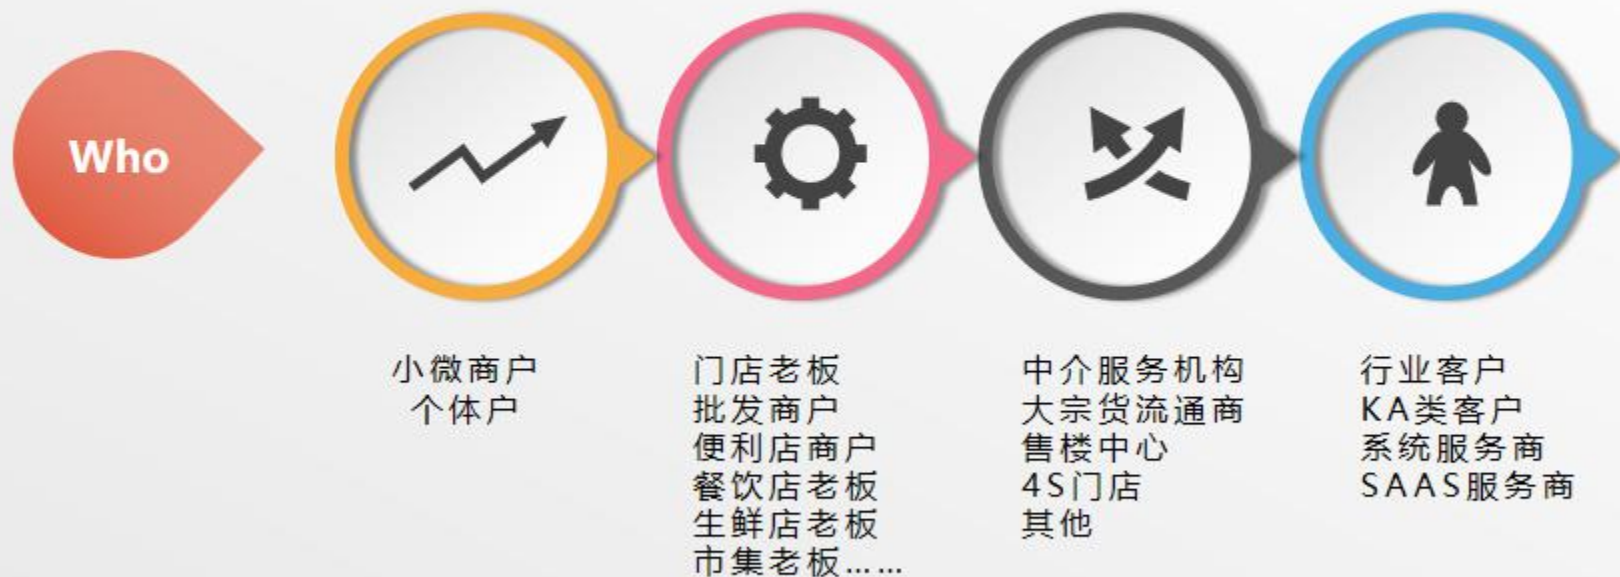 Who
小微商户
个体户
门店老板
批发商户
便利店商户
餐饮店老板
生鲜店老板
市集老板……
中介服务机构
大宗货流通商
售楼中心
4S门店
其他
行业客户
KA类客户
系统服务商
SAAS服务商